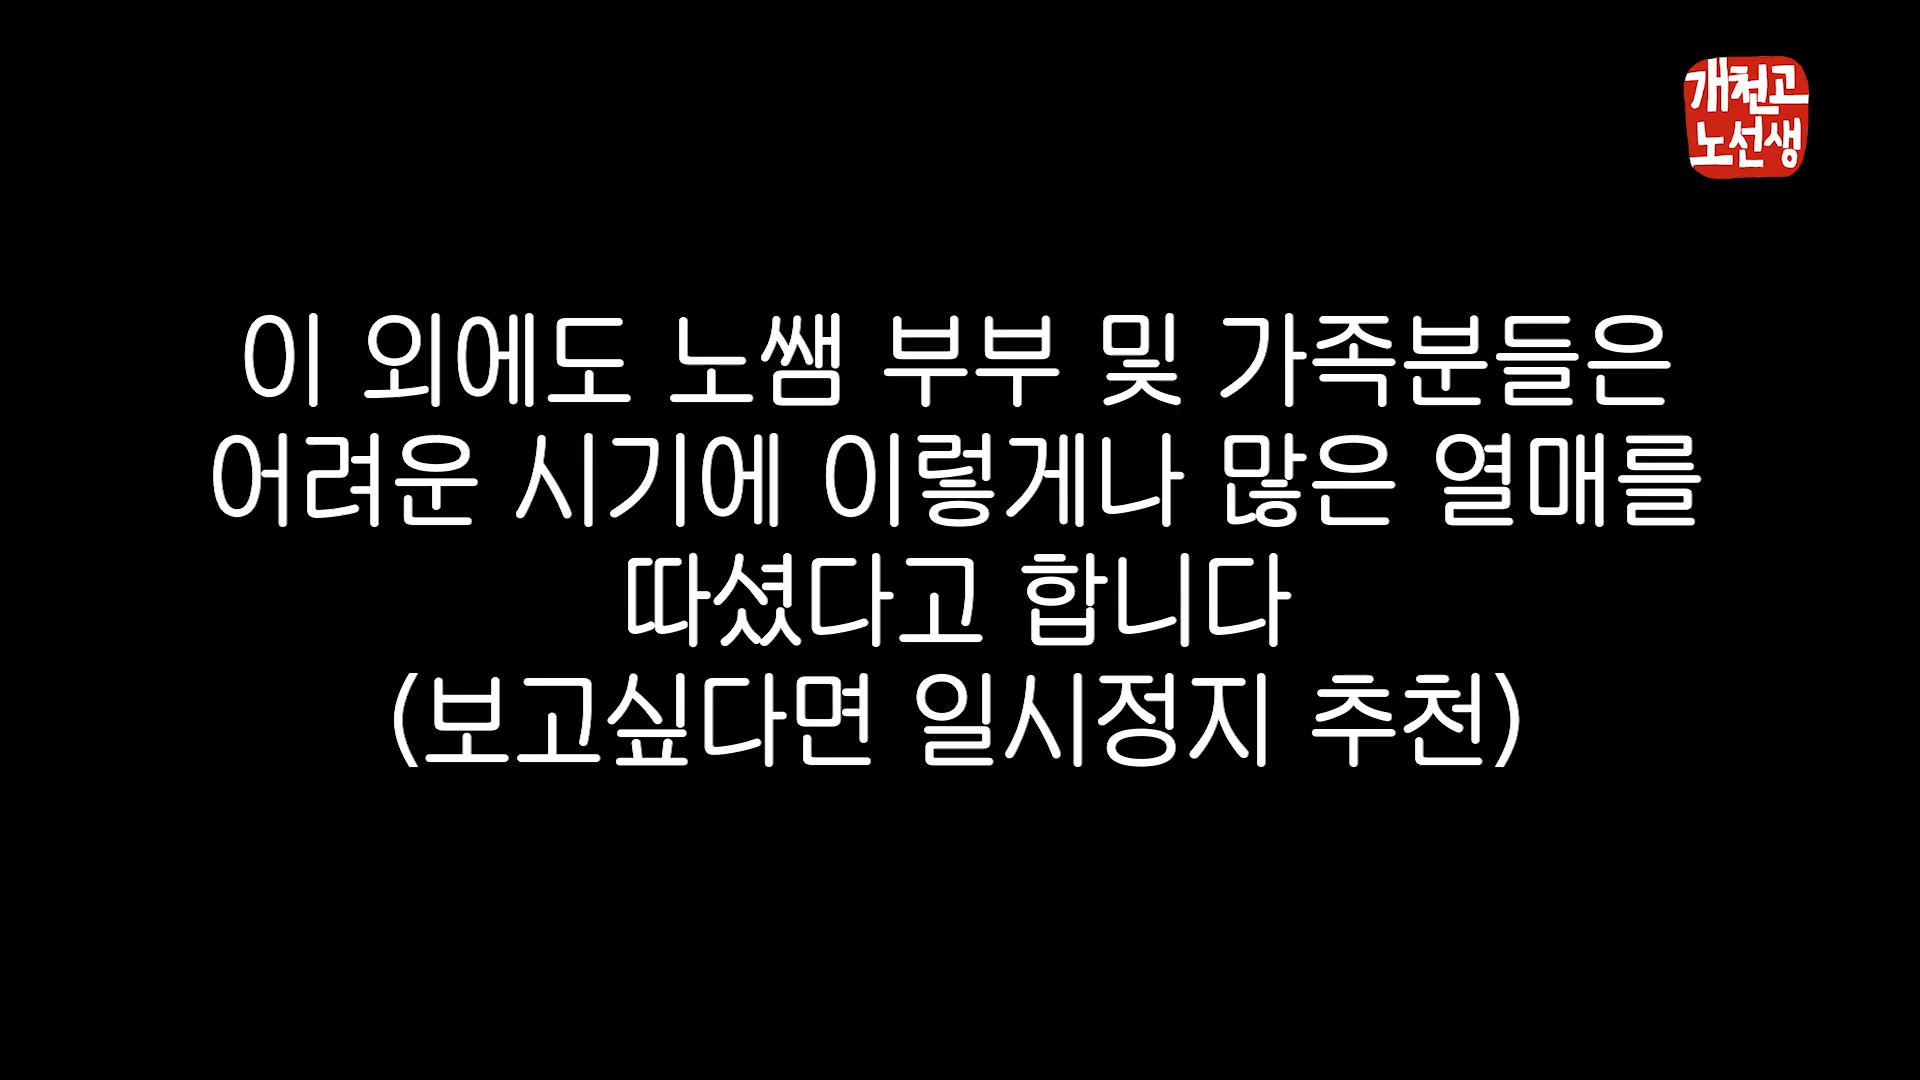 개천고
노선생
이 외에도 노쌤 부부 및 가족분들은
어려운 시기에 이렇게나 많은 열매를
따셨다고 합니다
(보고싶다면 일시정지 추천)